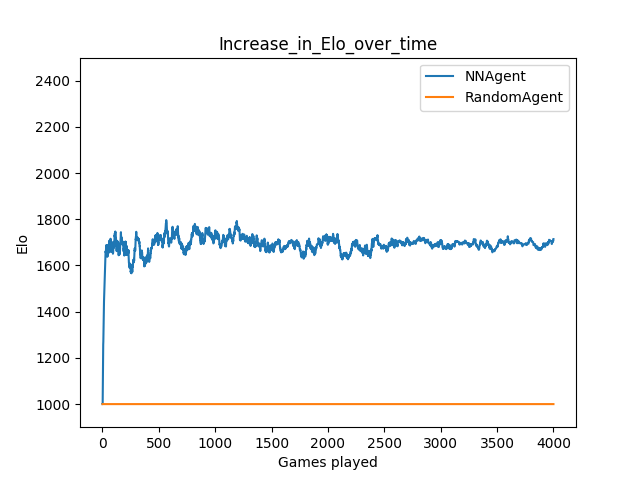 Increase_in_Elo_over_time
NNAgent
RandomAgent
2400
2200
2000
1800
1600
1400
1200
1000
Elo
0 500 1000 1500 2000 2500 3000 3500 4000
Games played